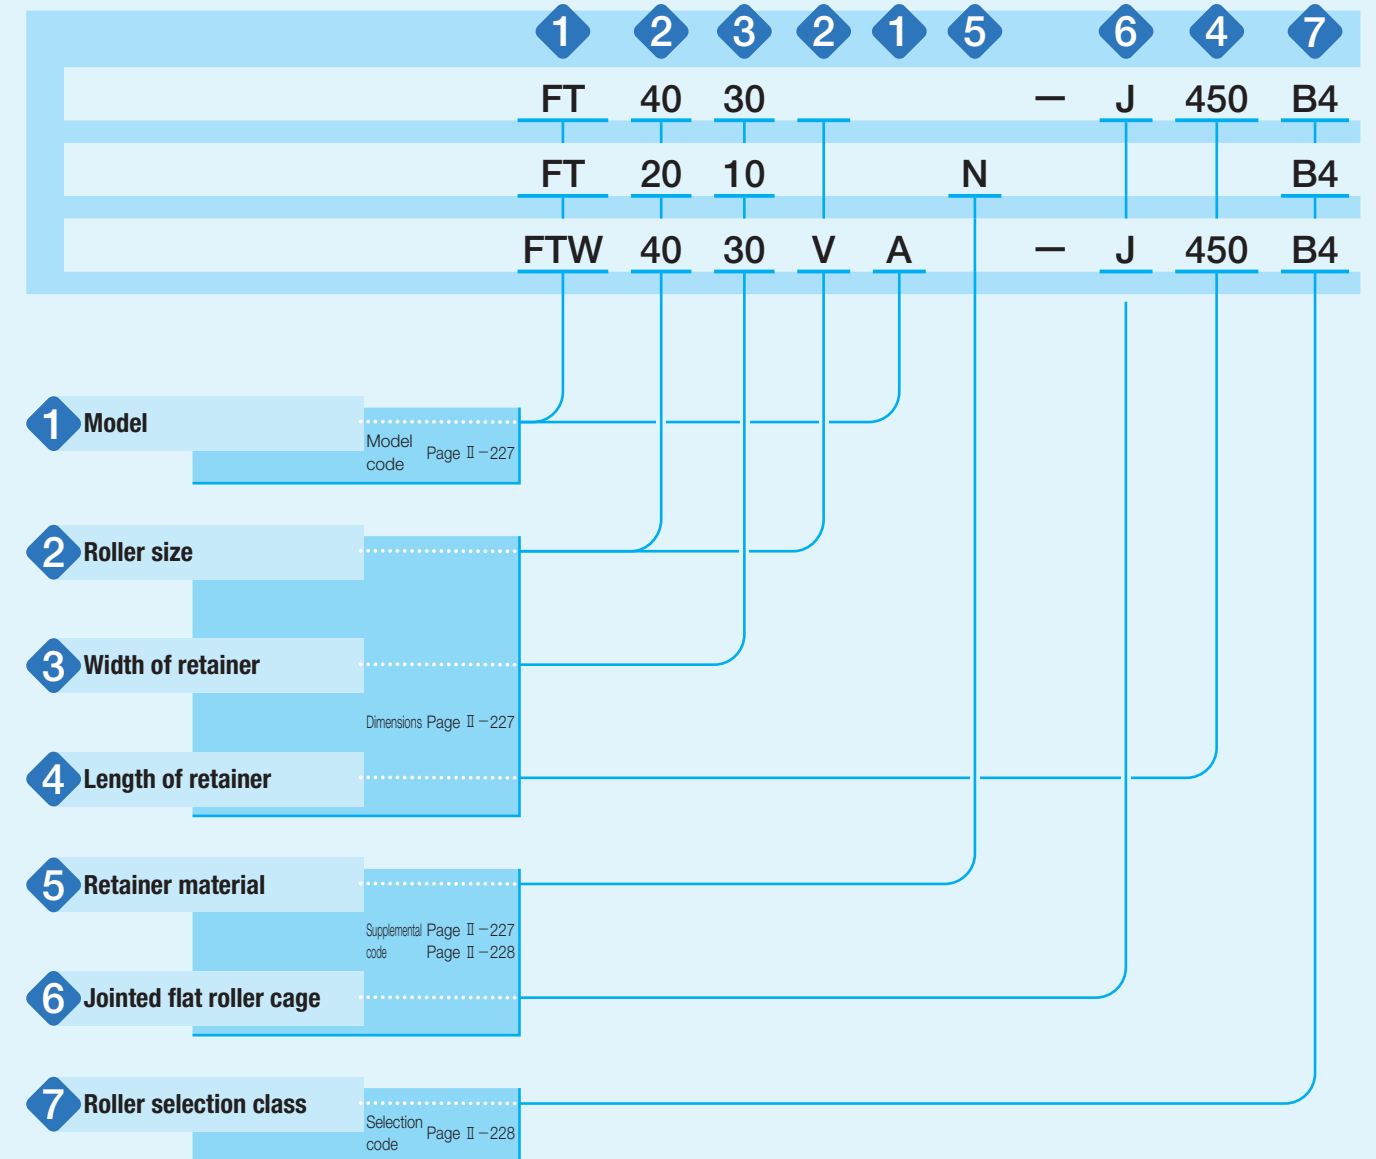 1 2 3 2 1 5 6 4 7
FT 40 30 － J 450 B4
FT 20 10 N B4
FTW 40 30 V A － J 450 B4
1 Model
Model code Page Ⅱ－227
2 Roller size
3 Width of retainer
Dimensions Page Ⅱ－227
4 Length of retainer
5 Retainer material
Supplemental Page Ⅱ－227
code Page Ⅱ－228
6 Jointed flat roller cage
7 Roller selection class
Selection code Page Ⅱ－228